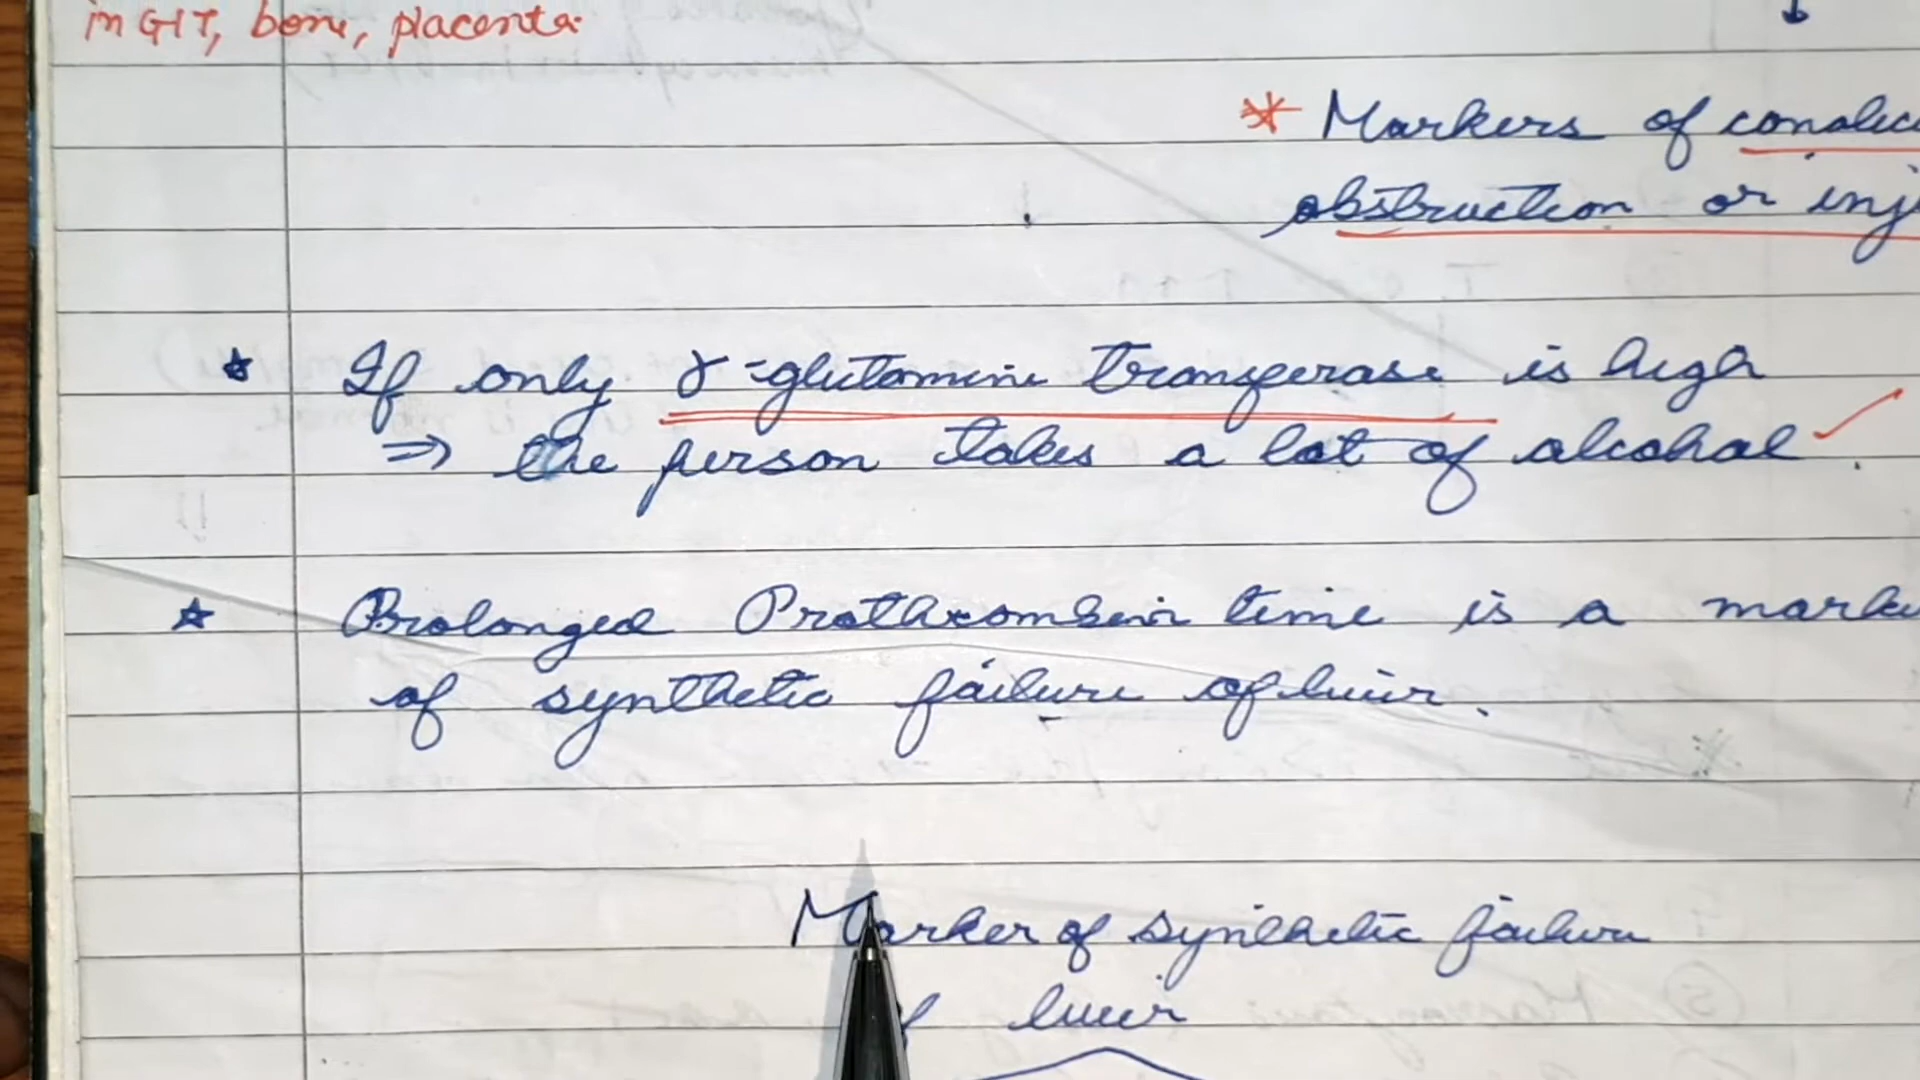 in GIT, bone, placenta.
* Markers of
obstruction or
If only γ-glutamine transferase is high
⇒ the person takes a lot of alcohol.
Prolonged Prothrombin time is a
of synthetic failure of liver.
Marker of synthetic failure
liver